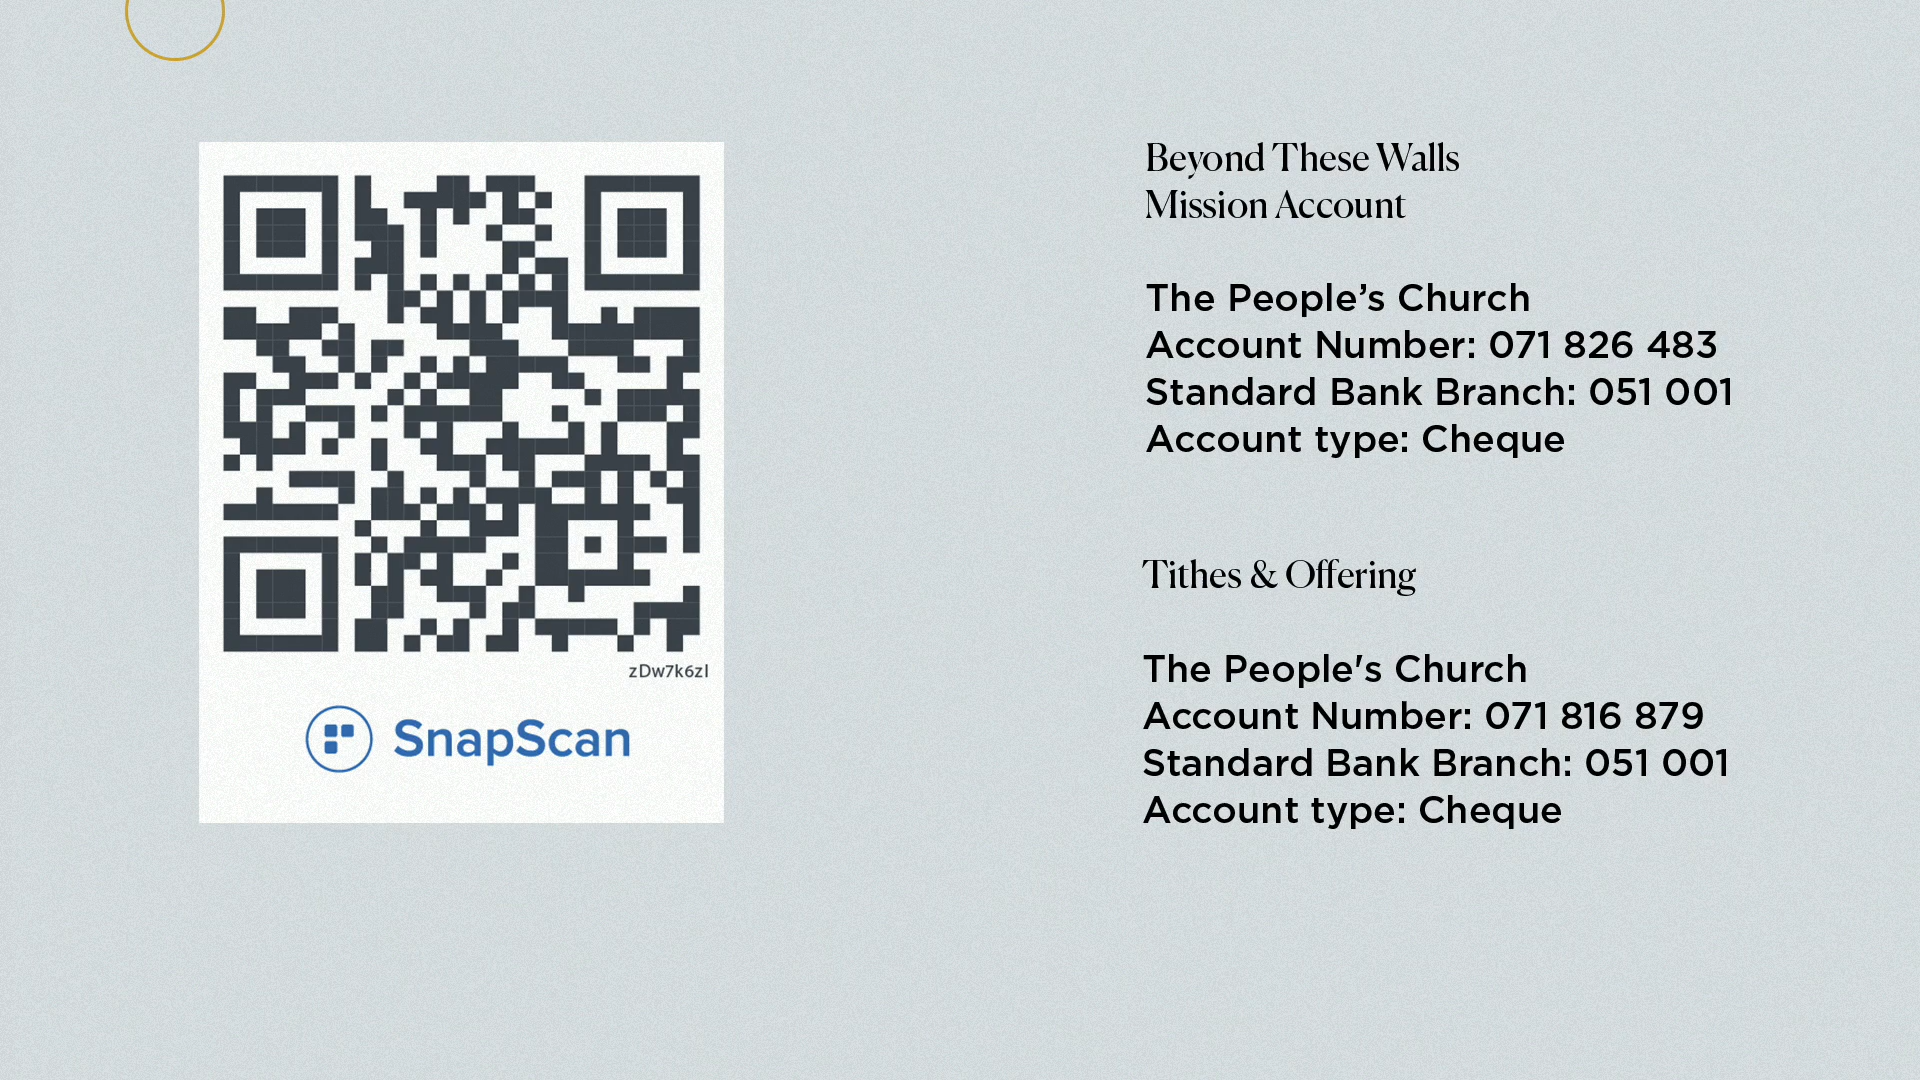 zDw7k6zI
SnapScan
Beyond These Walls
Mission Account
The People’s Church
Account Number: 071 826 483
Standard Bank Branch: 051 001
Account type: Cheque
Tithes & Offering
The People's Church
Account Number: 071 816 879
Standard Bank Branch: 051 001
Account type: Cheque